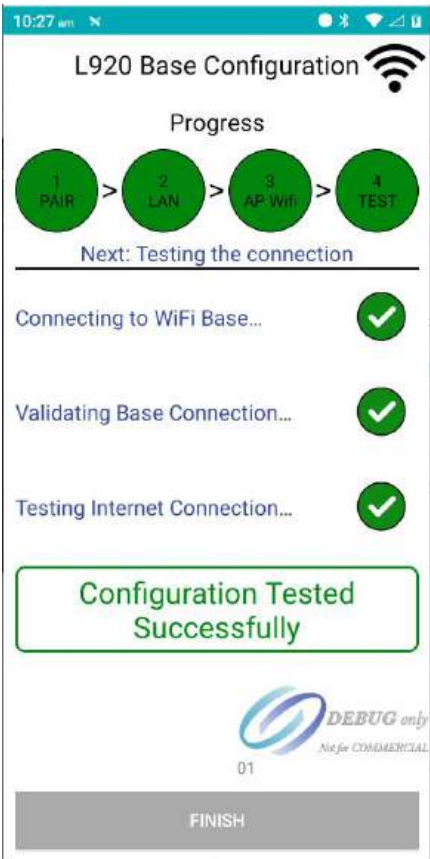 10:27 am
L920 Base Configuration
Progress
1
PAIR
>
2
LAN
>
3
AP Wifi
>
4
TEST
Next: Testing the connection
Connecting to WiFi Base...
Validating Base Connection...
Testing Internet Connection...
Configuration Tested
Successfully
DEBUG only
Not for COMMERCIAL
01
FINISH